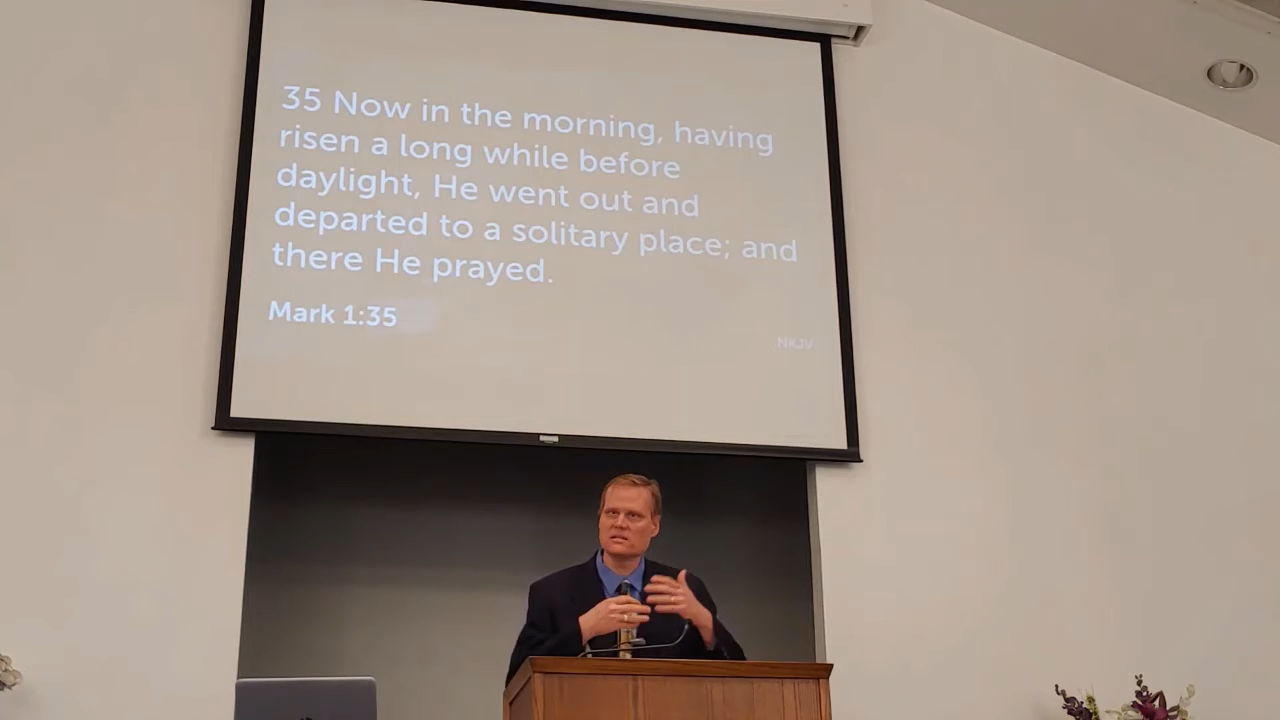 35 Now in the morning, having
risen a long while before
daylight, He went out and
departed to a solitary place; and
there He prayed.
Mark 1:35
NKJV